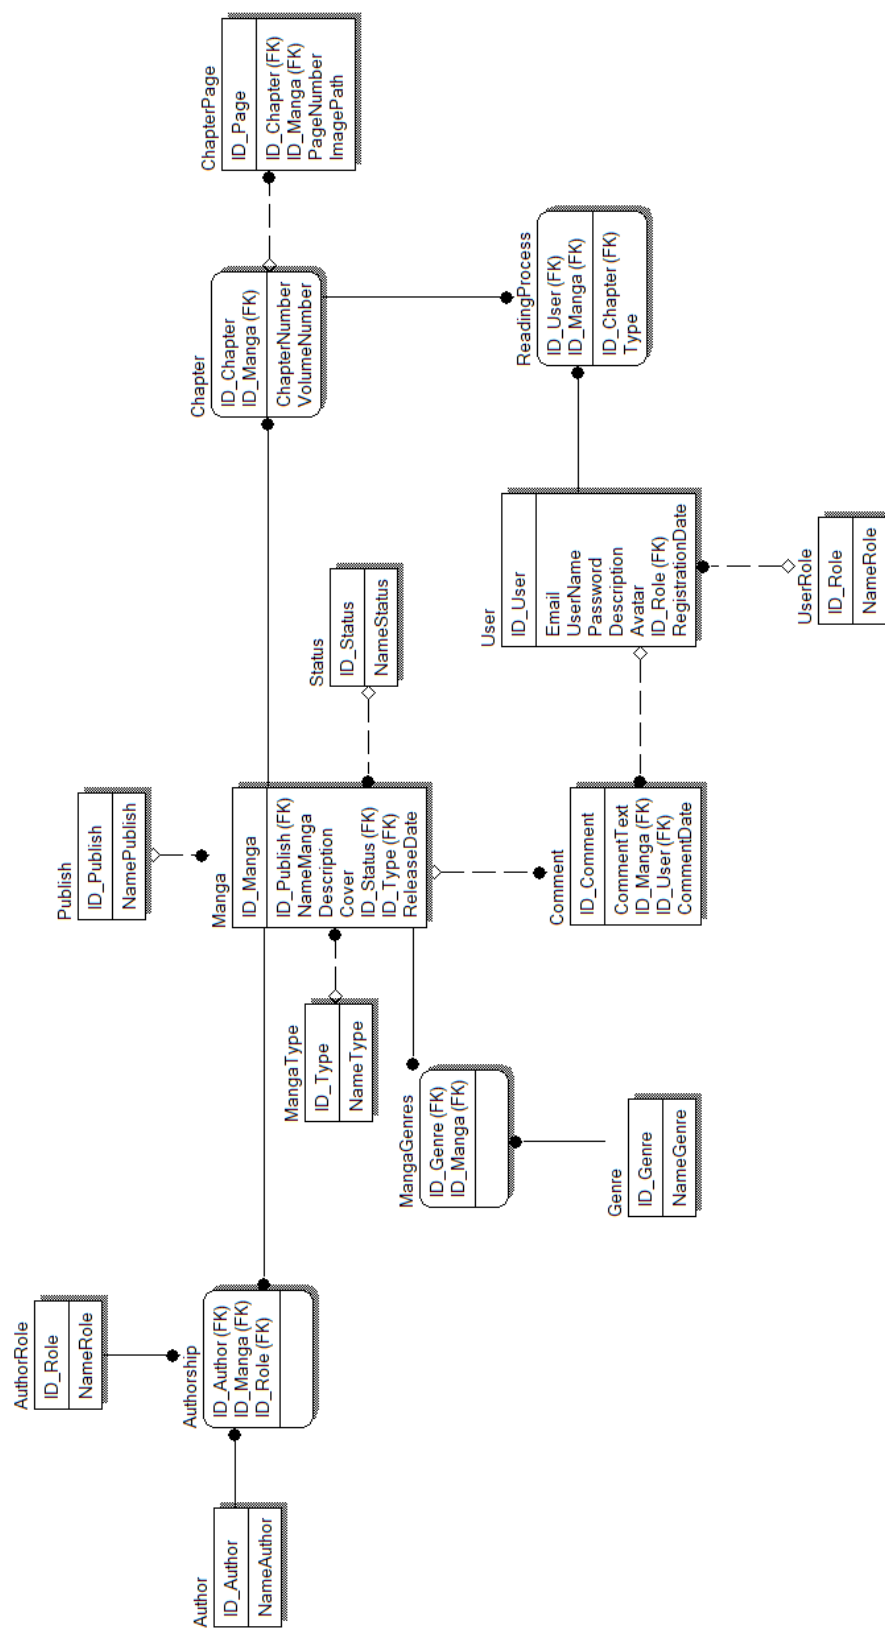 Author
ID_Author
NameAuthor
AuthorRole
ID_Role
NameRole
Authorship
ID_Author (FK)
ID_Manga (FK)
ID_Role (FK)
Publish
ID_Publish
NamePublish
Manga
ID_Manga
ID_Publish (FK)
NameManga
Description
Cover
ID_Status (FK)
ID_Type (FK)
ReleaseDate
MangaType
ID_Type
NameType
MangaGenres
ID_Genre (FK)
ID_Manga (FK)
Genre
ID_Genre
NameGenre
Status
ID_Status
NameStatus
Comment
ID_Comment
CommentText
ID_Manga (FK)
ID_User (FK)
CommentDate
Chapter
ID_Chapter
ID_Manga (FK)
ChapterNumber
VolumeNumber
ChapterPage
ID_Page
ID_Chapter (FK)
ID_Manga (FK)
PageNumber
ImagePath
User
ID_User
Email
UserName
Password
Description
Avatar
ID_Role (FK)
RegistrationDate
ReadingProcess
ID_User (FK)
ID_Manga (FK)
ID_Chapter (FK)
Type
UserRole
ID_Role
NameRole